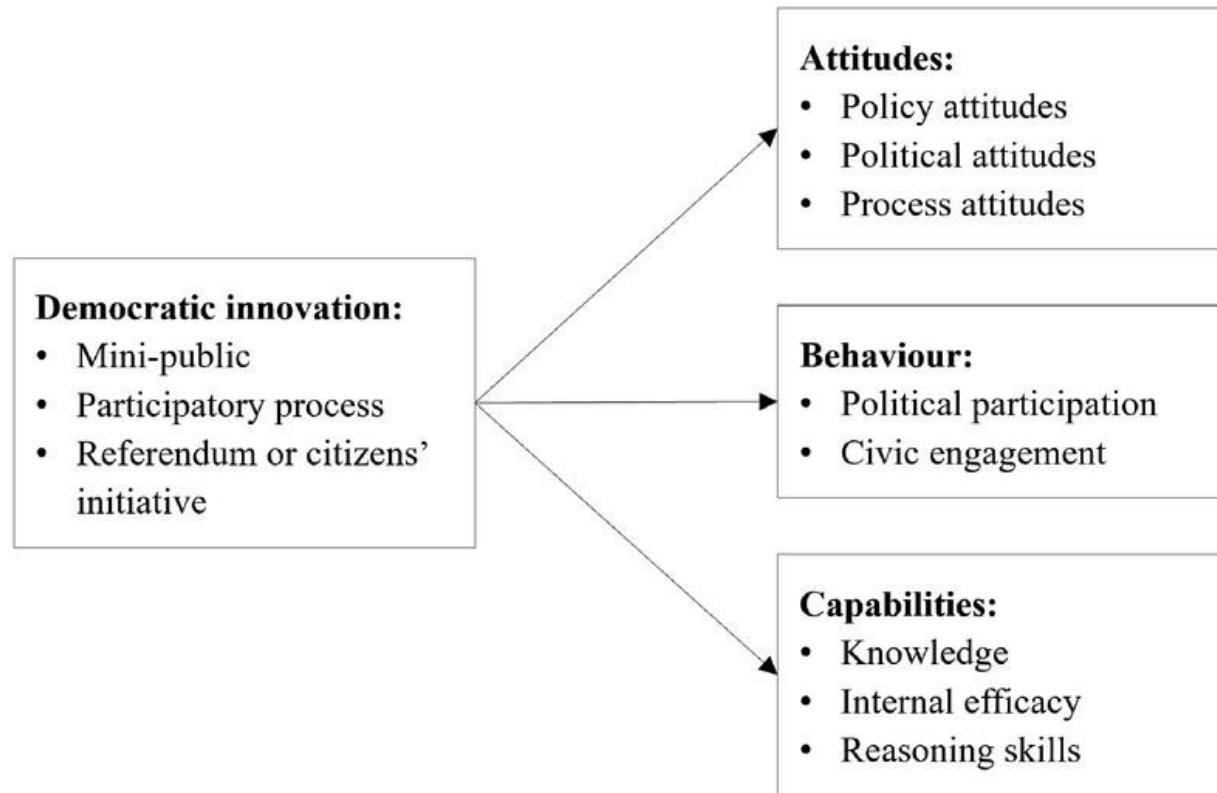 Democratic innovation:
• Mini-public
• Participatory process
• Referendum or citizens’
initiative
Attitudes:
• Policy attitudes
• Political attitudes
• Process attitudes
Behaviour:
• Political participation
• Civic engagement
Capabilities:
• Knowledge
• Internal efficacy
• Reasoning skills